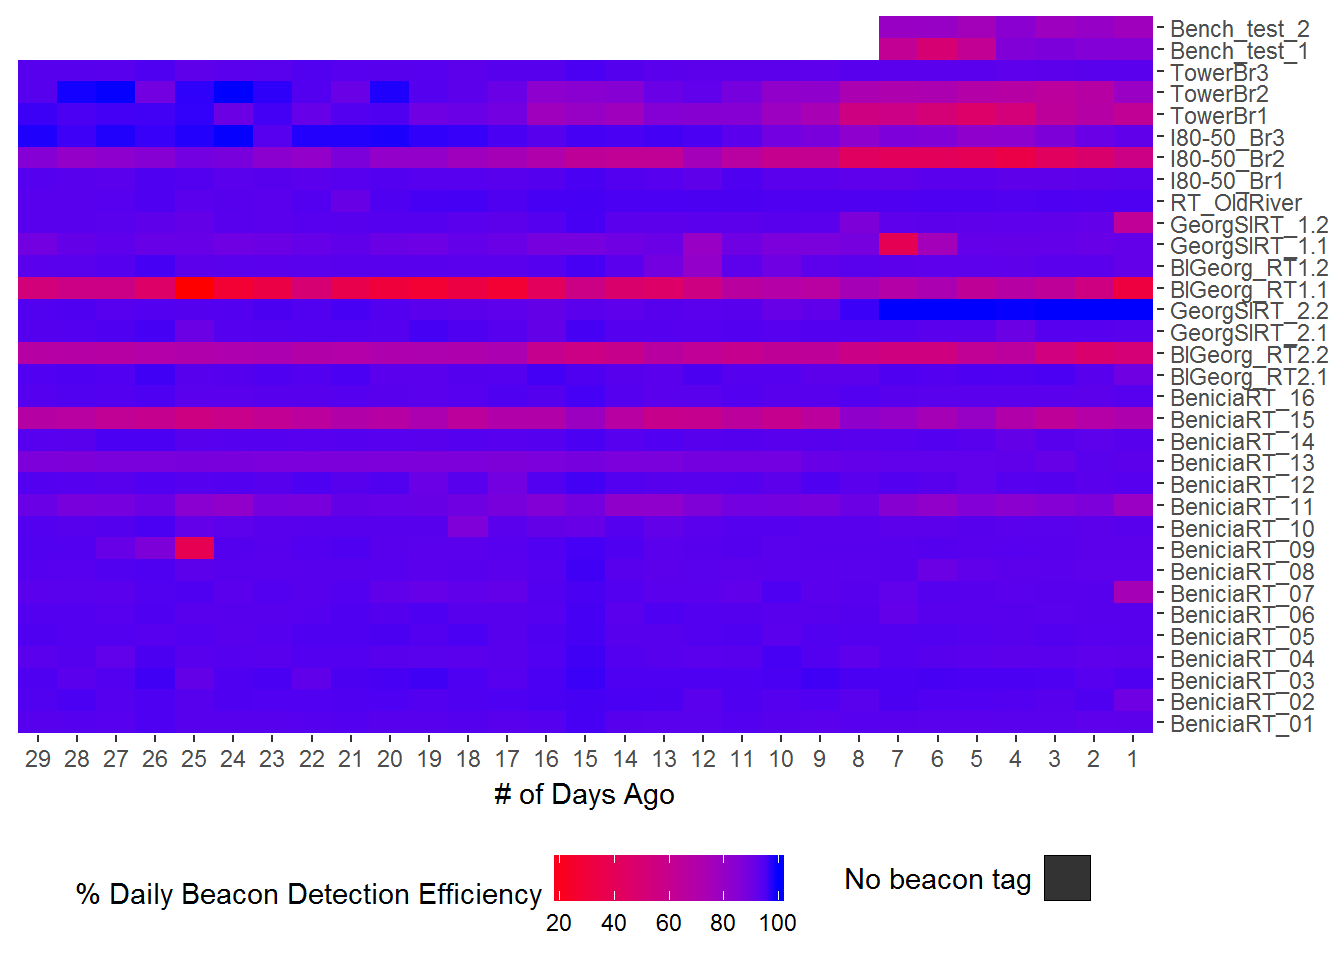 Bench_test_2
Bench_test_1
TowerBr3
TowerBr2
TowerBr1
I80-50_Br3
I80-50_Br2
I80-50_Br1
RT_OldRiver
GeorgSlRT_1.2
GeorgSlRT_1.1
BlGeorg_RT1.2
BlGeorg_RT1.1
GeorgSlRT_2.2
GeorgSlRT_2.1
BlGeorg_RT2.2
BlGeorg_RT2.1
BeniciaRT_16
BeniciaRT_15
BeniciaRT_14
BeniciaRT_13
BeniciaRT_12
BeniciaRT_11
BeniciaRT_10
BeniciaRT_09
BeniciaRT_08
BeniciaRT_07
BeniciaRT_06
BeniciaRT_05
BeniciaRT_04
BeniciaRT_03
BeniciaRT_02
BeniciaRT_01
29 28 27 26 25 24 23 22 21 20 19 18 17 16 15 14 13 12 11 10 9 8 7 6 5 4 3 2 1
# of Days Ago
% Daily Beacon Detection Efficiency
20 40 60 80 100
No beacon tag